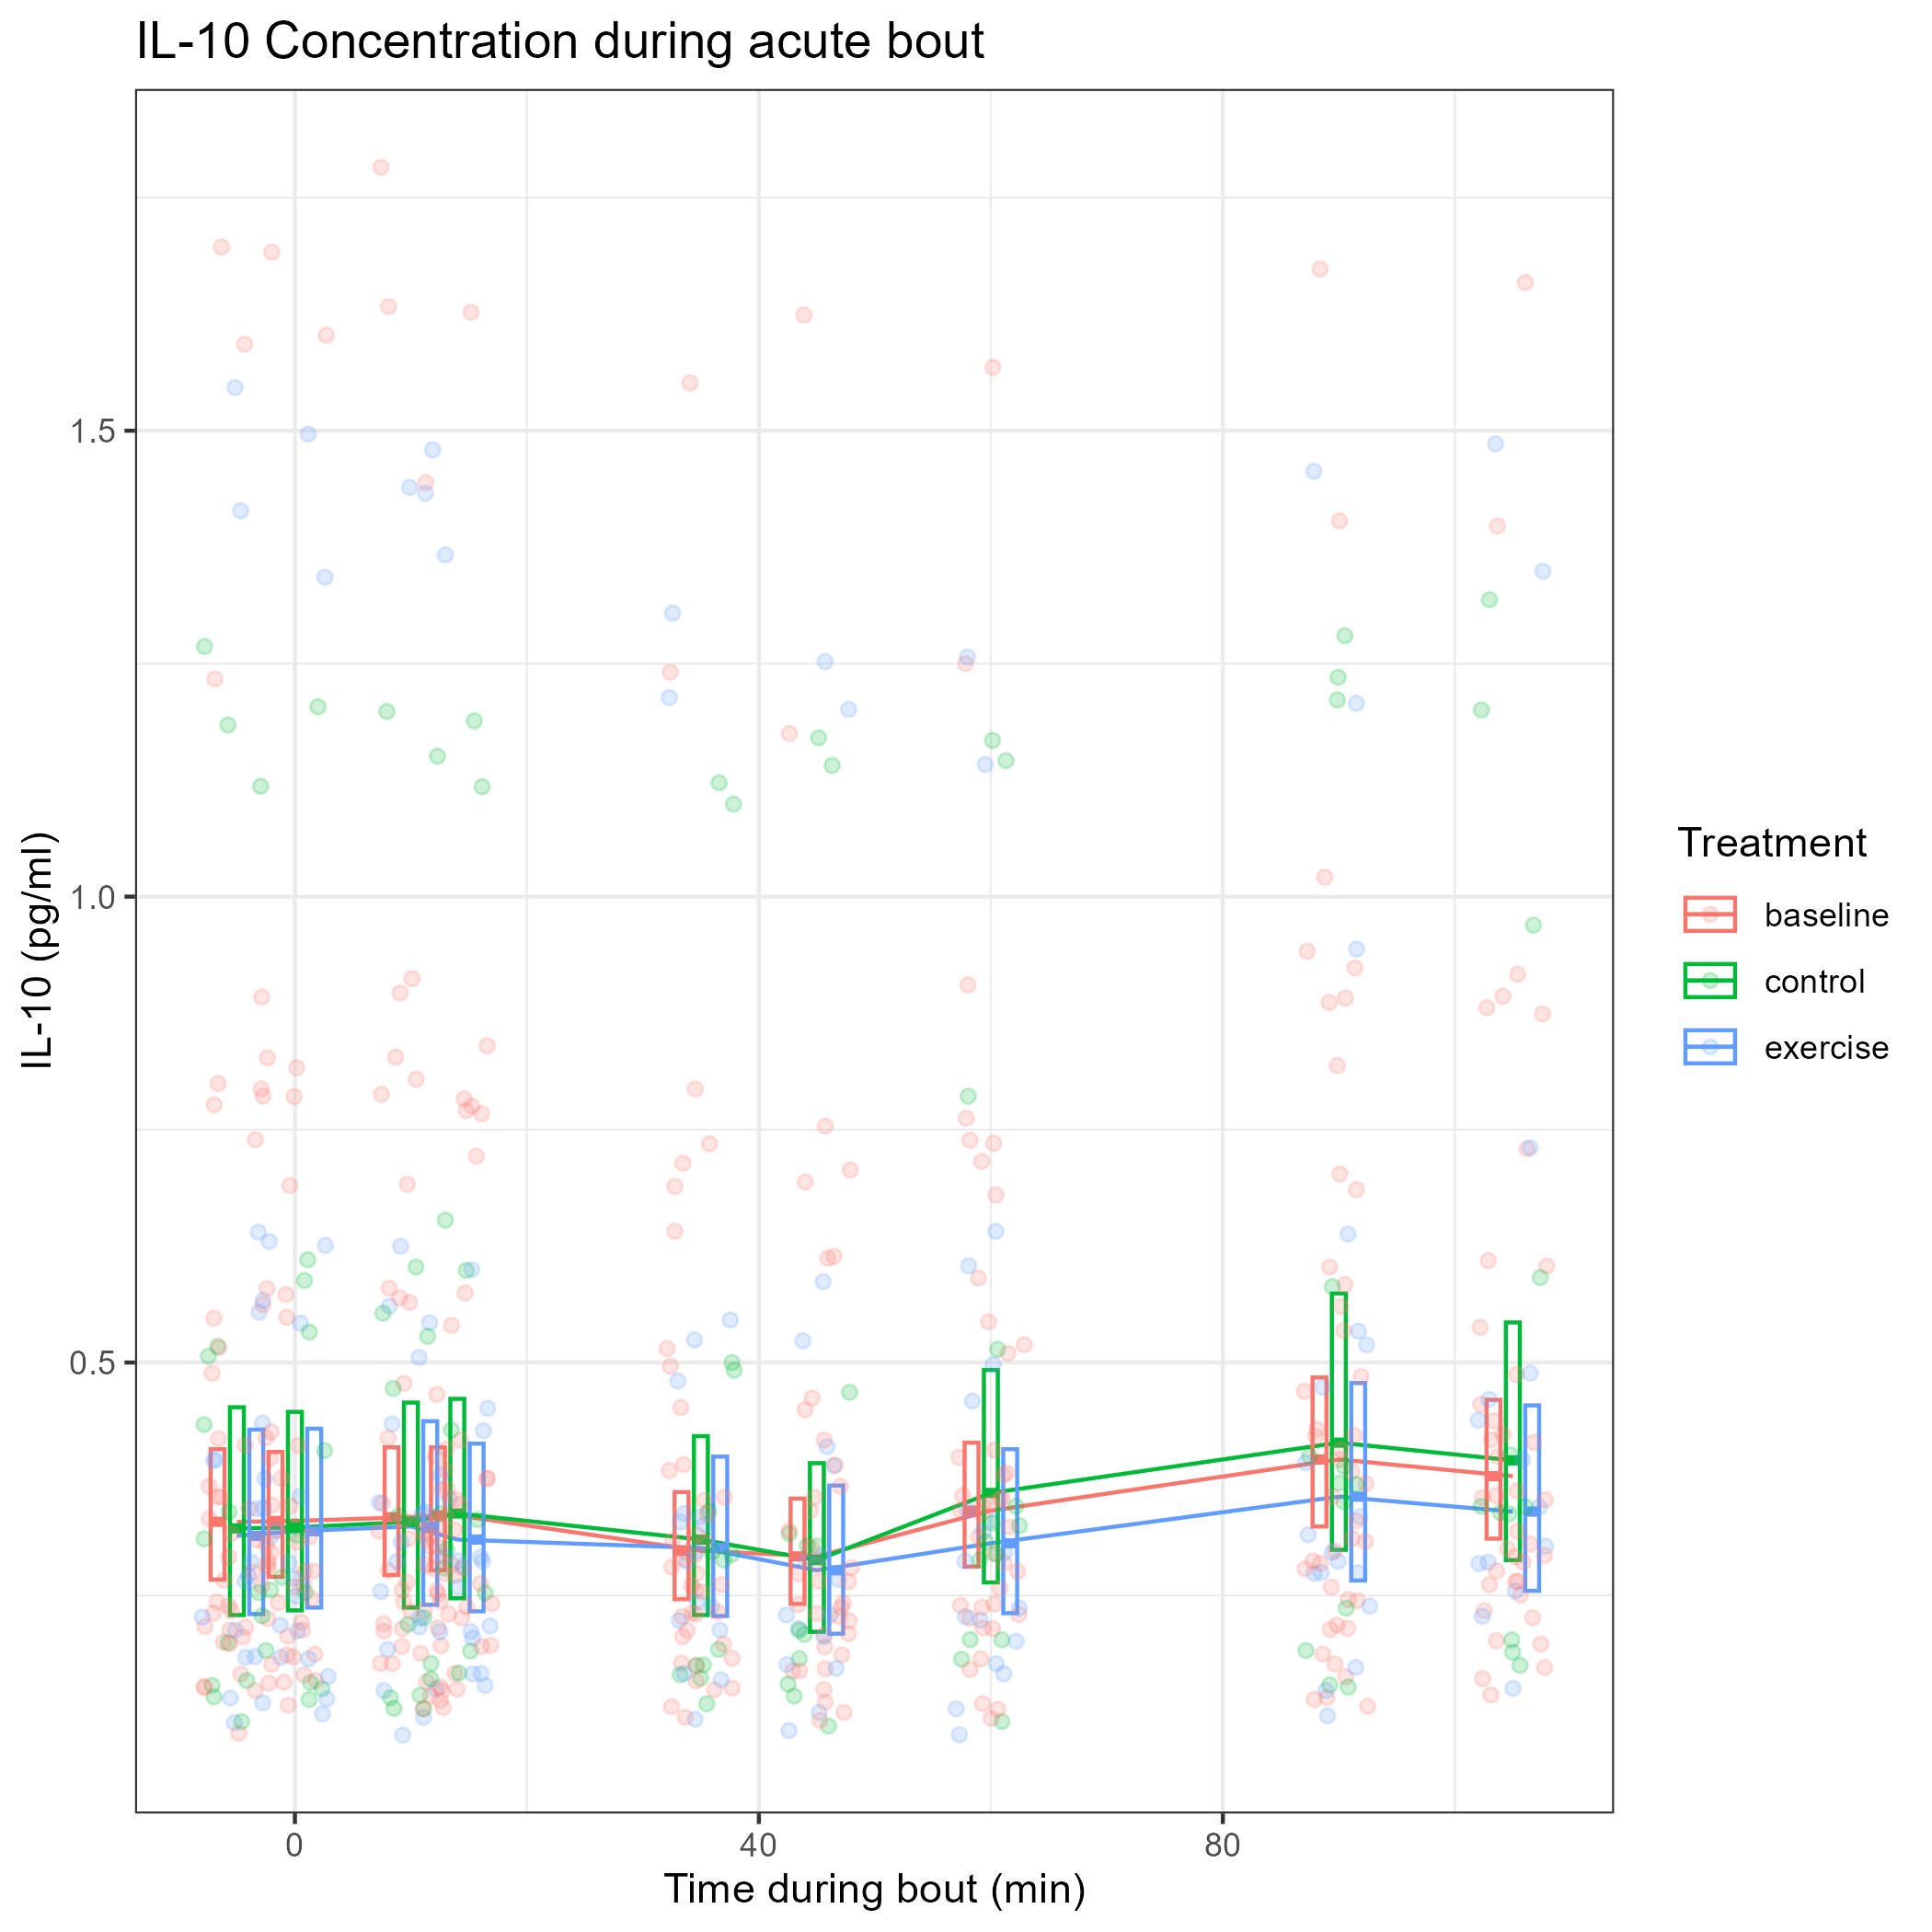 IL-10 Concentration during acute bout
IL-10 (pg/ml)
1.5
1.0
0.5
0
40
80
Time during bout (min)
Treatment
baseline
control
exercise